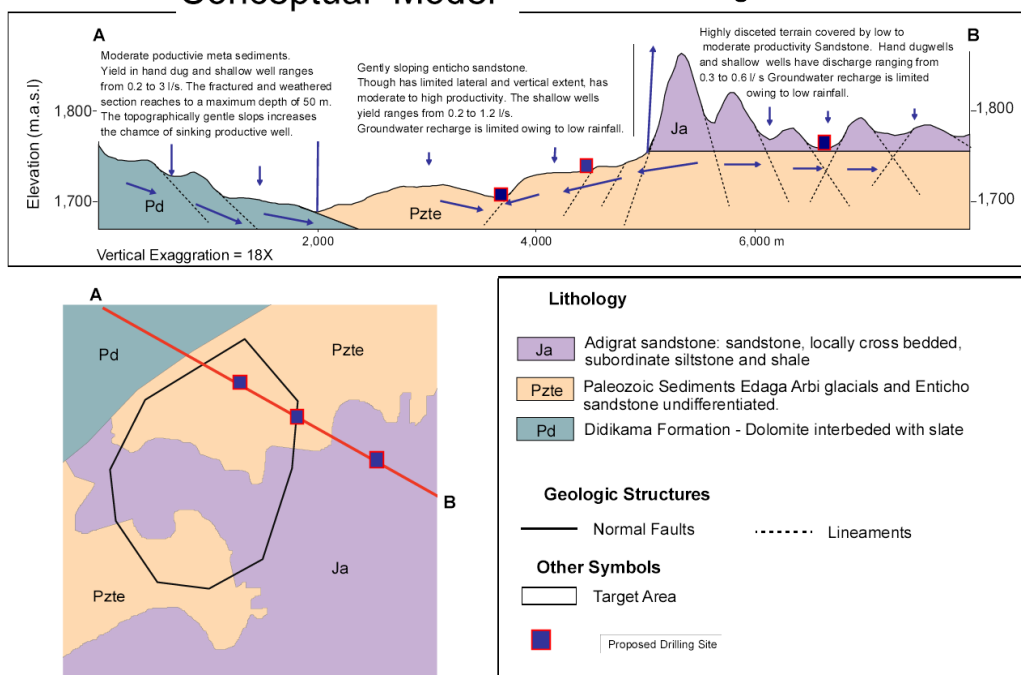 Conceptual Model
A
B
Moderate poductivie meta sediments.
Yield in hand dug and shallow well ranges
from 0.2 to 3 l/s. The fractured and weathered
section reaches to a maximum depth of 50 m.
The topographically gentle slops increases
the chamce of sinking productive well.
Gently sloping enticho sandstone.
Though has limited lateral and vertical extent, has
moderate to high productivity. The shallow wells
yield ranges from 0.2 to 1.2 l/s.
Groundwater recharge is limited owing to low rainfall.
Highly disceted terrain covered by low to
moderate productivity Sandstone. Hand dugwells
and shallow wells have discharge ranging from
0.3 to 0.6 l/ s Groundwater recharge is limited
owing to low rainfall.
Elevation (m.a.s.l)
1,800
1,700
1,800
1,700
Pd
Pzte
Ja
2,000
4,000
6,000 m
Vertical Exaggration = 18X
A
B
Pd
Pzte
Pzte
Ja
Lithology
Ja
Adigrat sandstone: sandstone, locally cross bedded,
subordinate siltstone and shale
Pzte
Paleozoic Sediments Edaga Arbi glacials and Enticho
sandstone undifferentiated.
Pd
Didikama Formation - Dolomite interbeded with slate
Geologic Structures
Normal Faults
Lineaments
Other Symbols
Target Area
Proposed Drilling Site